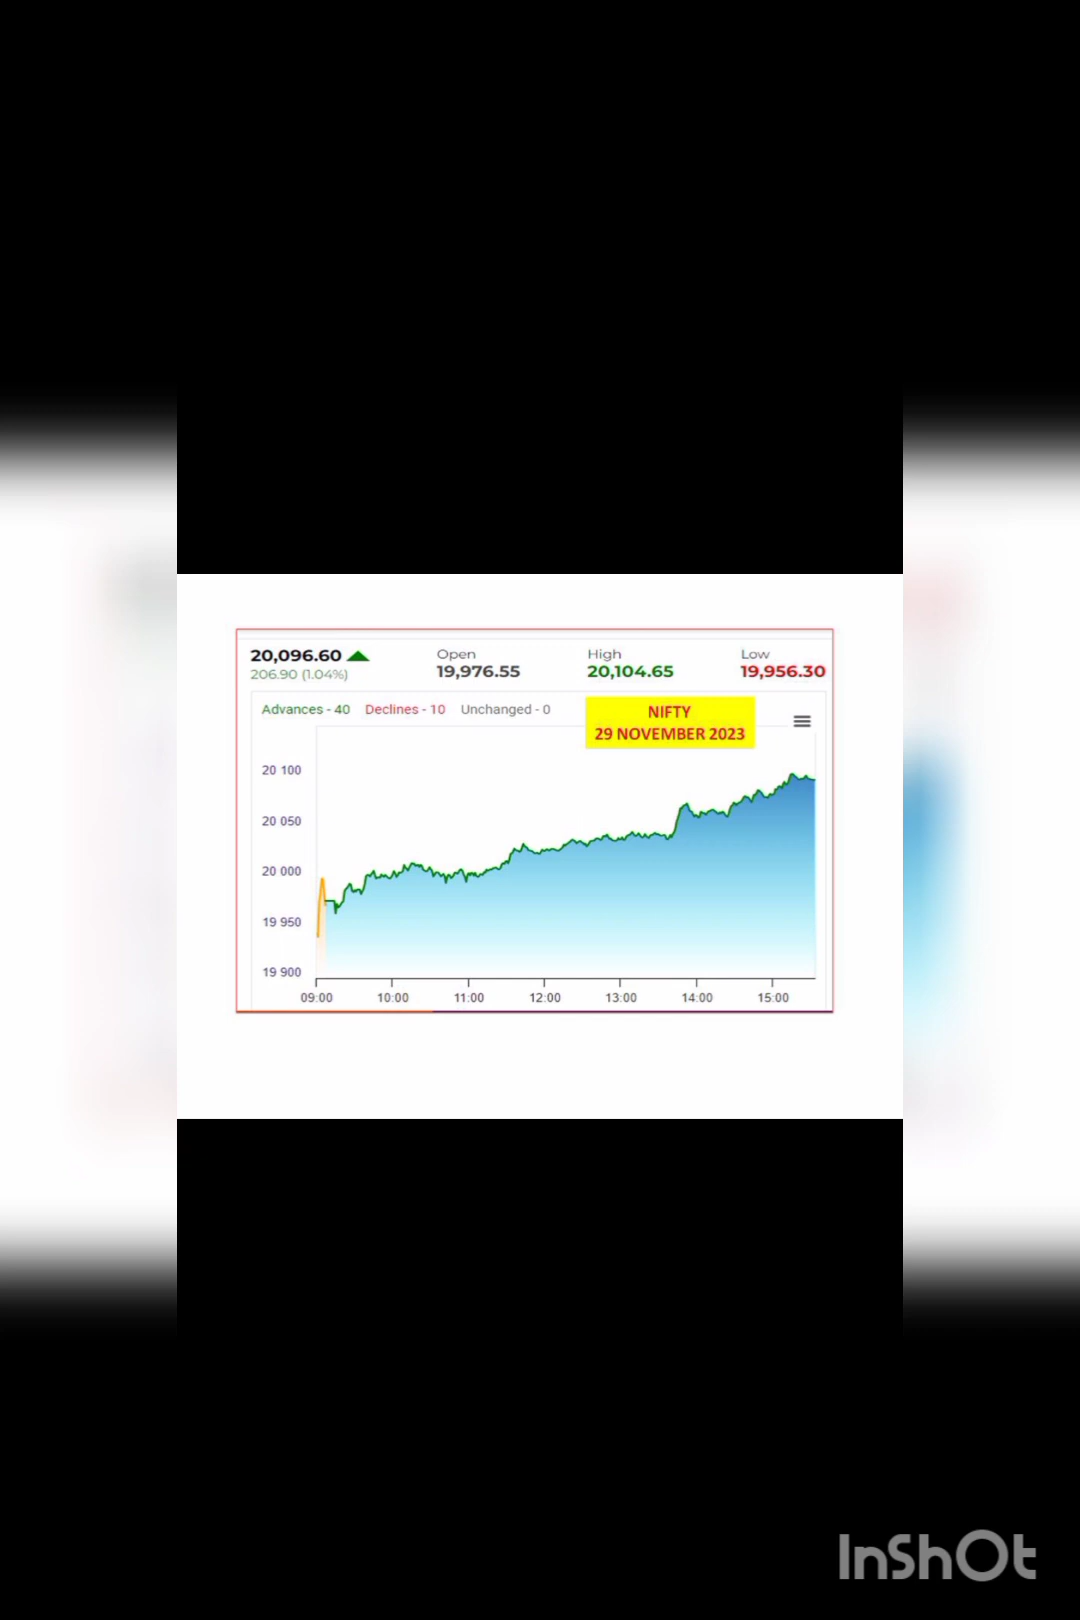 20,096.60
206.90 (1.04%)
Open
19,976.55
High
20,104.65
Low
19,956.30
Advances - 40 Declines - 10 Unchanged - 0
NIFTY
29 NOVEMBER 2023
20 100
20 050
20 000
19 950
19 900
09:00 10:00 11:00 12:00 13:00 14:00 15:00
InShOt